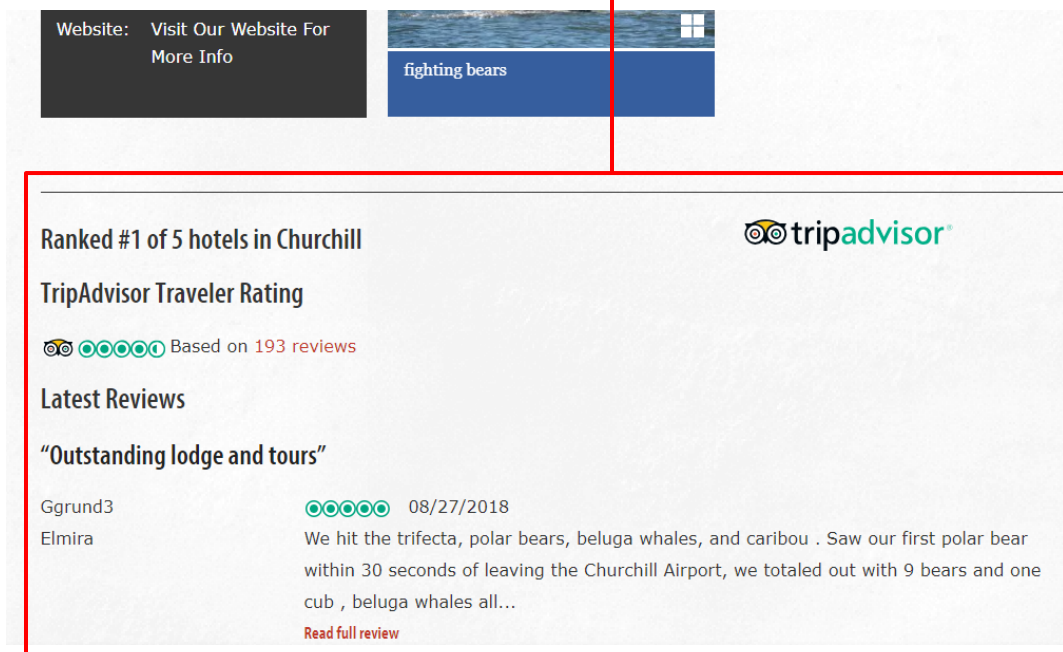 Website: Visit Our Website For
More Info
fighting bears
Ranked #1 of 5 hotels in Churchill
tripadvisor®
TripAdvisor Traveler Rating
Based on 193 reviews
Latest Reviews
“Outstanding lodge and tours”
Ggrund3 08/27/2018
Elmira
We hit the trifecta, polar bears, beluga whales, and caribou . Saw our first polar bear
within 30 seconds of leaving the Churchill Airport, we totaled out with 9 bears and one
cub , beluga whales all...
Read full review